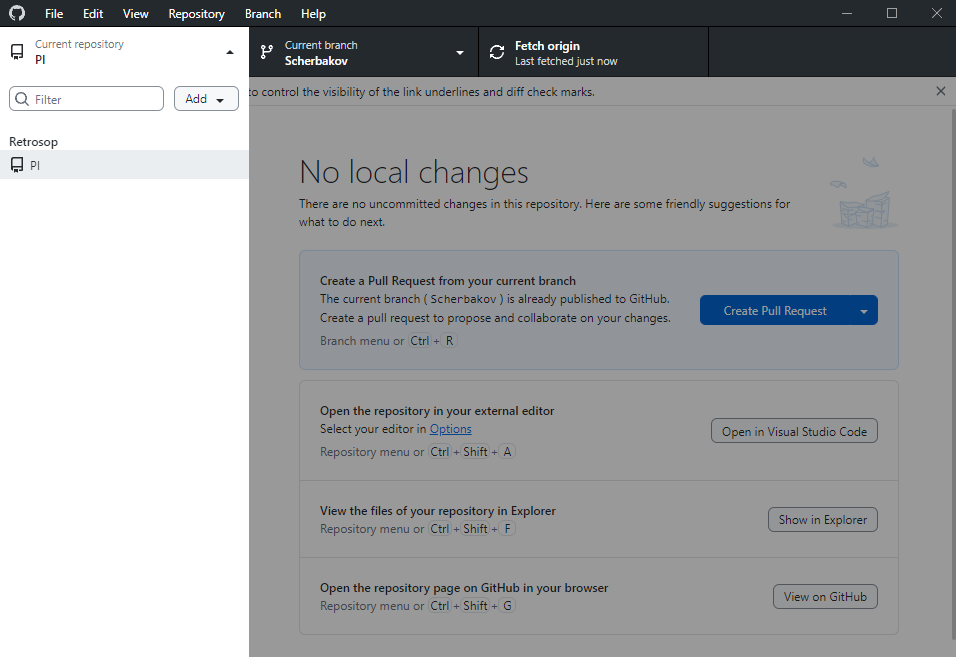 File Edit View Repository Branch Help
Current repository
PI
Current branch
Scherbakov
Fetch origin
Last fetched just now
Filter
Add
to control the visibility of the link underlines and diff check marks.
Retrosop
PI
No local changes
There are no uncommitted changes in this repository. Here are some friendly suggestions for
what to do next.
Create a Pull Request from your current branch
The current branch ( Scherbakov ) is already published to GitHub.
Create a pull request to propose and collaborate on your changes.
Branch menu or Ctrl + R
Create Pull Request
Open the repository in your external editor
Select your editor in Options
Repository menu or Ctrl + Shift + A
Open in Visual Studio Code
View the files of your repository in Explorer
Repository menu or Ctrl + Shift + F
Show in Explorer
Open the repository page on GitHub in your browser
Repository menu or Ctrl + Shift + G
View on GitHub